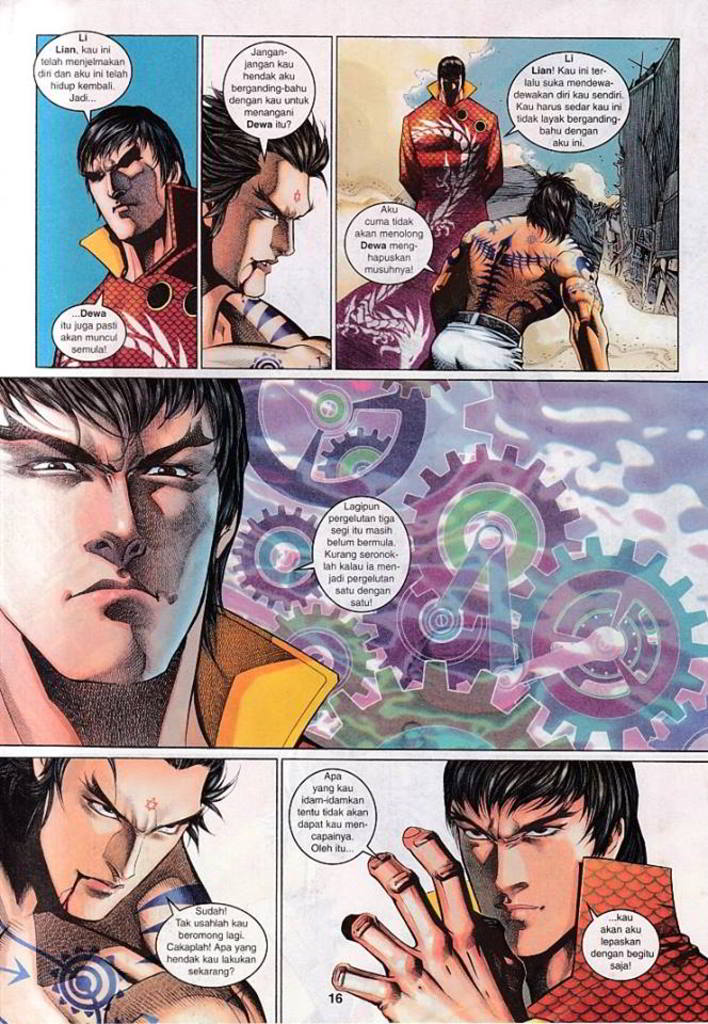 Li
Lian, kau ini
telah menjelmakan
diri dan aku ini telah
hidup kembali.
Jadi...
...Dewa
itu juga pasti
akan muncul
semula!
Jangan-
jangan kau
hendak aku
berganding-bahu
dengan kau untuk
menangani
Dewa itu?
Li
Lian! Kau ini ter-
lalu suka mendewa-
dewakan diri kau sendiri.
Kau harus sedar kau ini
tidak layak berganding-
bahu dengan
aku ini.
Aku
cuma tidak
akan menolong
Dewa meng-
hapuskan
musuhnya!
Lagipun
pergelutan tiga
segi itu masih
belum bermula.
Kurang seronok-
lah kalau ia men-
jadi pergelutan
satu dengan
satu!
Sudah!
Tak usahlah kau
beromong lagi.
Cakaplah! Apa yang
hendak kau lakukan
sekarang?
Apa
yang kau
idam-idamkan
tentu tidak akan
dapat kau men-
capainya.
Oleh itu...
...kau
akan aku
lepaskan
dengan begitu
saja!
16